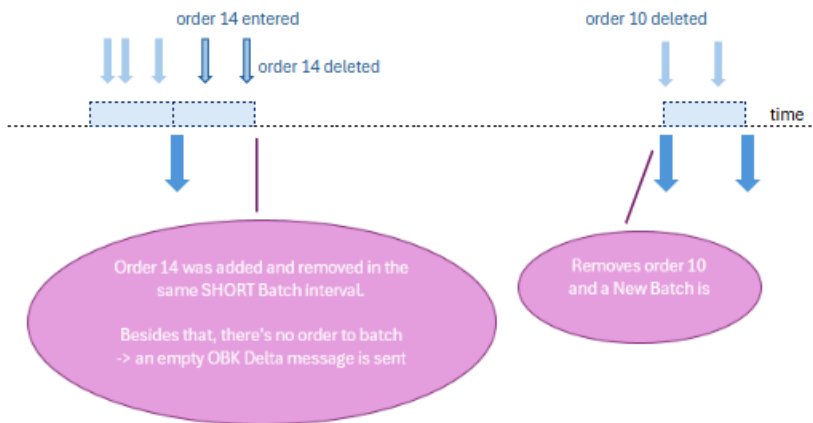 order 14 entered
order 10 deleted
order 14 deleted
time
Order 14 was added and removed in the
same SHORT Batch interval.
Besides that, there's no order to batch
-> an empty OBK Delta message is sent
Removes order 10
and a New Batch is